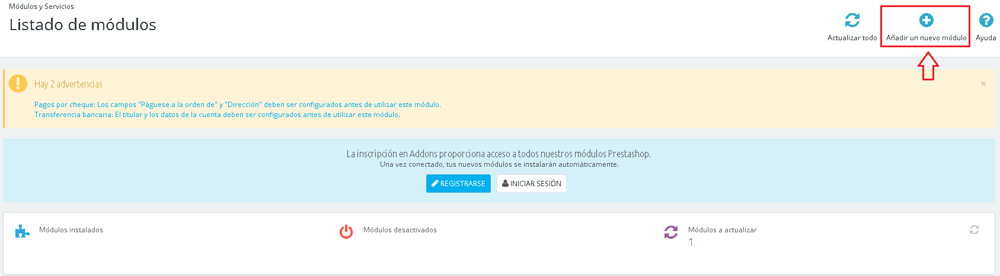 Módulos y Servicios
Listado de módulos
Actualizar todo
Añadir un nuevo módulo
Ayuda
Hay 2 advertencias
Pagos por cheque: Los campos "Páguese a la orden de" y "Dirección" deben ser configurados antes de utilizar este módulo.
Transferencia bancaria: El titular y los datos de la cuenta deben ser configurados antes de utilizar este módulo.
La inscripción en Addons proporciona acceso a todos nuestros módulos Prestashop.
Una vez conectado, tus nuevos módulos se instalarán automáticamente.
REGISTRARSE
INICIAR SESIÓN
Módulos instalados
Módulos desactivados
Módulos a actualizar
1